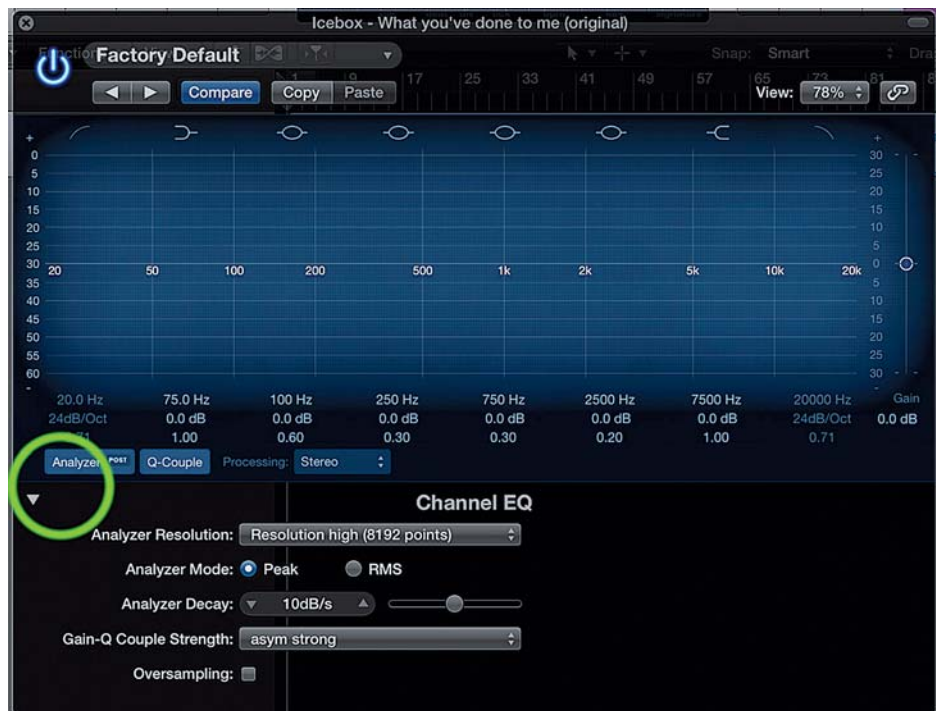 Icebox - What you've done to me (original)
Factory Default
Snap: Smart
Compare Copy Paste
1 9 17 25 33 41 49 57 65 73 81
View: 78%
+ +
0 30
5 25
10 20
15 15
20 10
25 5
30 20 50 100 200 500 1k 2k 5k 10k 20k 0
35 5
40 10
45 15
50 20
55 25
60 30
- -
20.0 Hz 75.0 Hz 100 Hz 250 Hz 750 Hz 2500 Hz 7500 Hz 20000 Hz Gain
24dB/Oct 0.0 dB 0.0 dB 0.0 dB 0.0 dB 0.0 dB 0.0 dB 24dB/Oct 0.0 dB
0.71 1.00 0.60 0.30 0.30 0.20 1.00 0.71
Analyzer POST Q-Couple Processing: Stereo
Channel EQ
Analyzer Resolution: Resolution high (8192 points)
Analyzer Mode: Peak RMS
Analyzer Decay: 10dB/s
Gain-Q Couple Strength: asym strong
Oversampling: